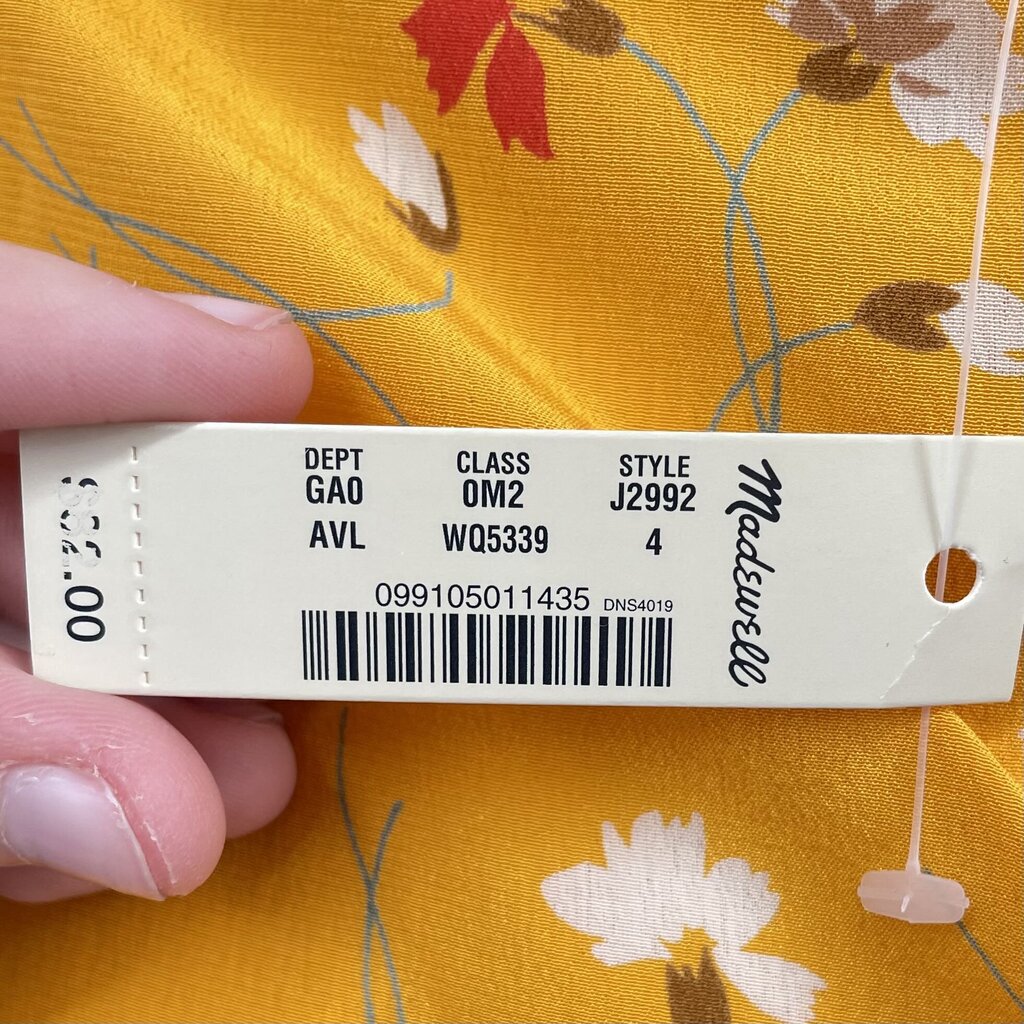 DEPT CLASS STYLE
GA0 0M2 J2992
AVL WQ5339 4
099105011435 DNS4019
Madewell